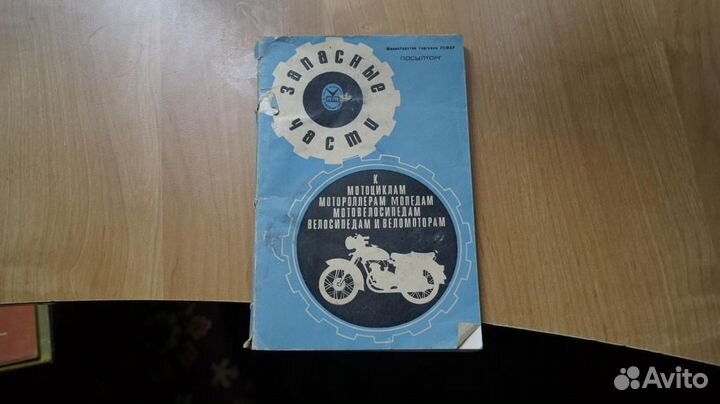 Министерство торговли РСФСР
ПОСЫЛТОРГ
ЗАПАСНЫЕ
ЧАСТИ
К
МОТОЦИКЛАМ
МОТОРОЛЛЕРАМ МОПЕДАМ
МОТОВЕЛОСИПЕДАМ
ВЕЛОСИПЕДАМ И ВЕЛОМОТОРАМ
Avito